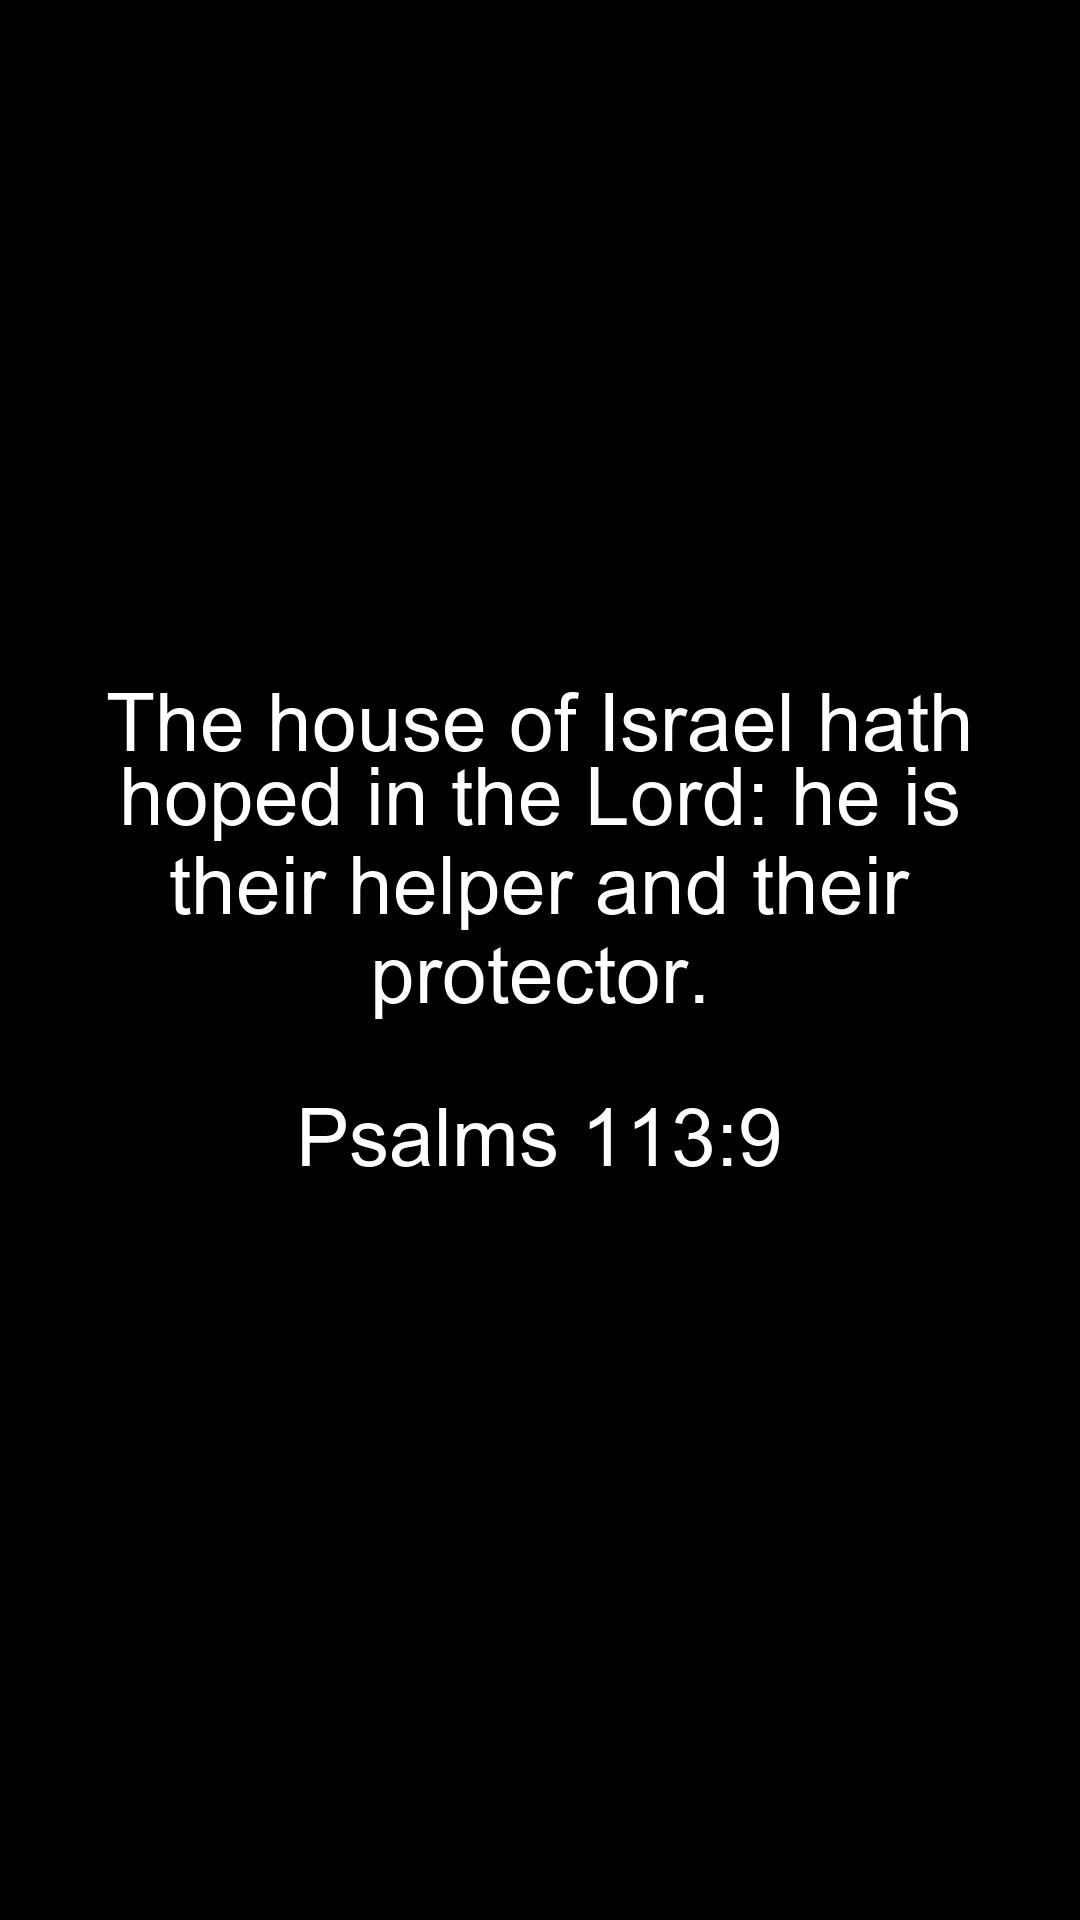 The house of Israel hath
hoped in the Lord: he is
their helper and their
protector.
Psalms 113:9